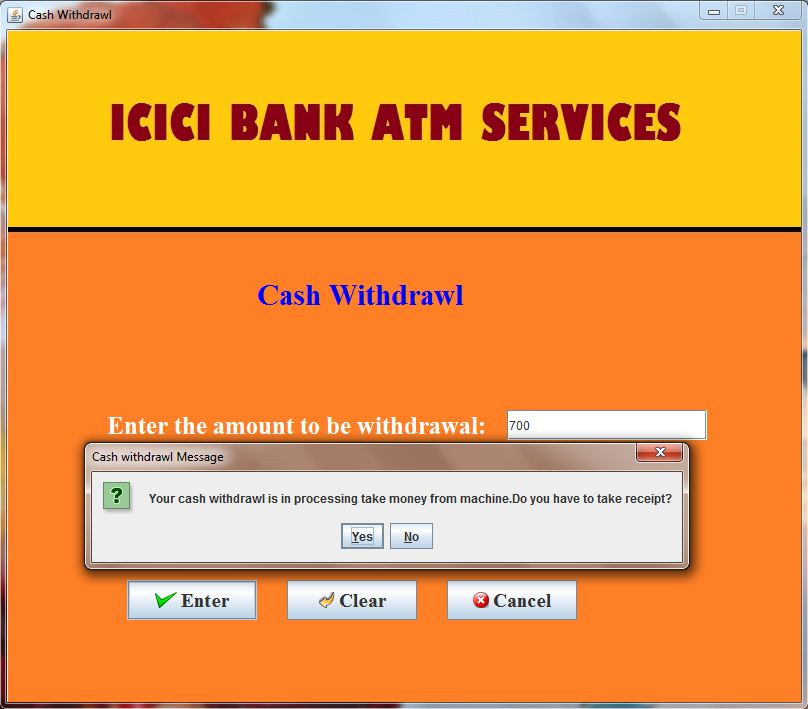 Cash Withdrawl
ICICI BANK ATM SERVICES
Cash Withdrawl
Enter the amount to be withdrawal: 700
Cash withdrawl Message
? Your cash withdrawl is in processing take money from machine.Do you have to take receipt?
Yes No
Enter Clear Cancel